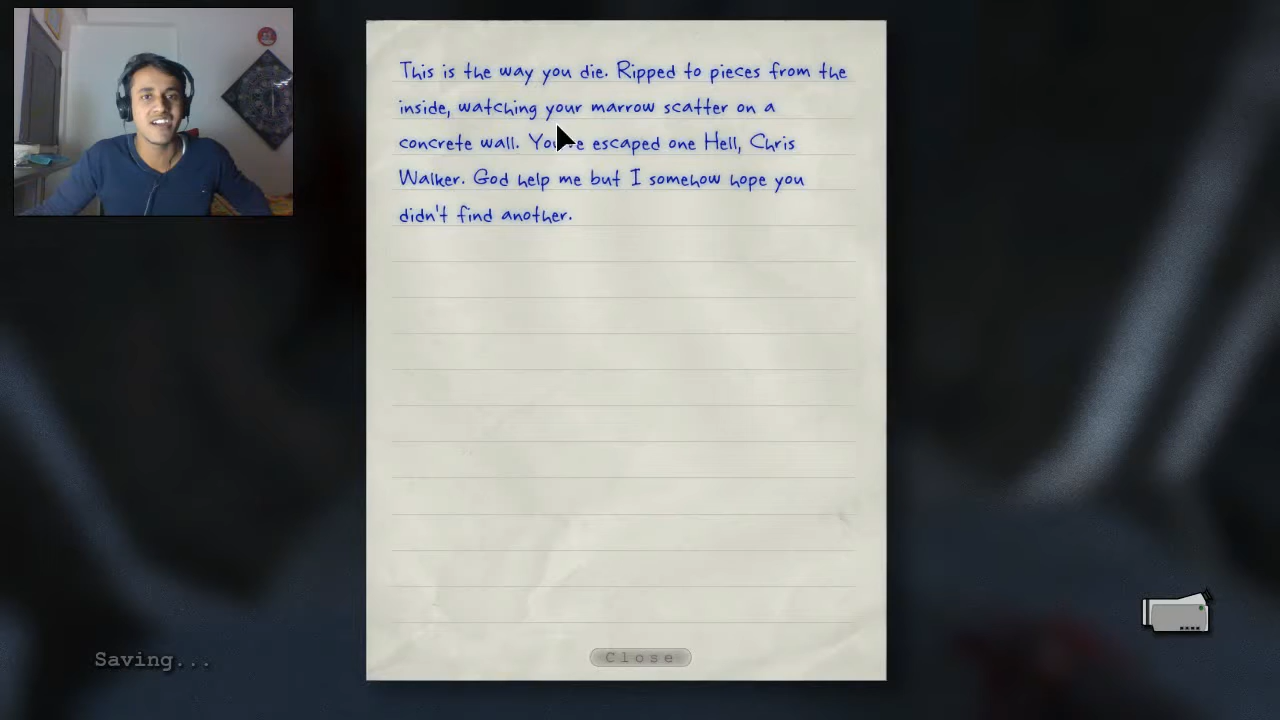 This is the way you die. Ripped to pieces from the
inside, watching your marrow scatter on a
concrete wall. You've escaped one Hell, Chris
Walker. God help me but I somehow hope you
didn't find another.
Close
Saving...